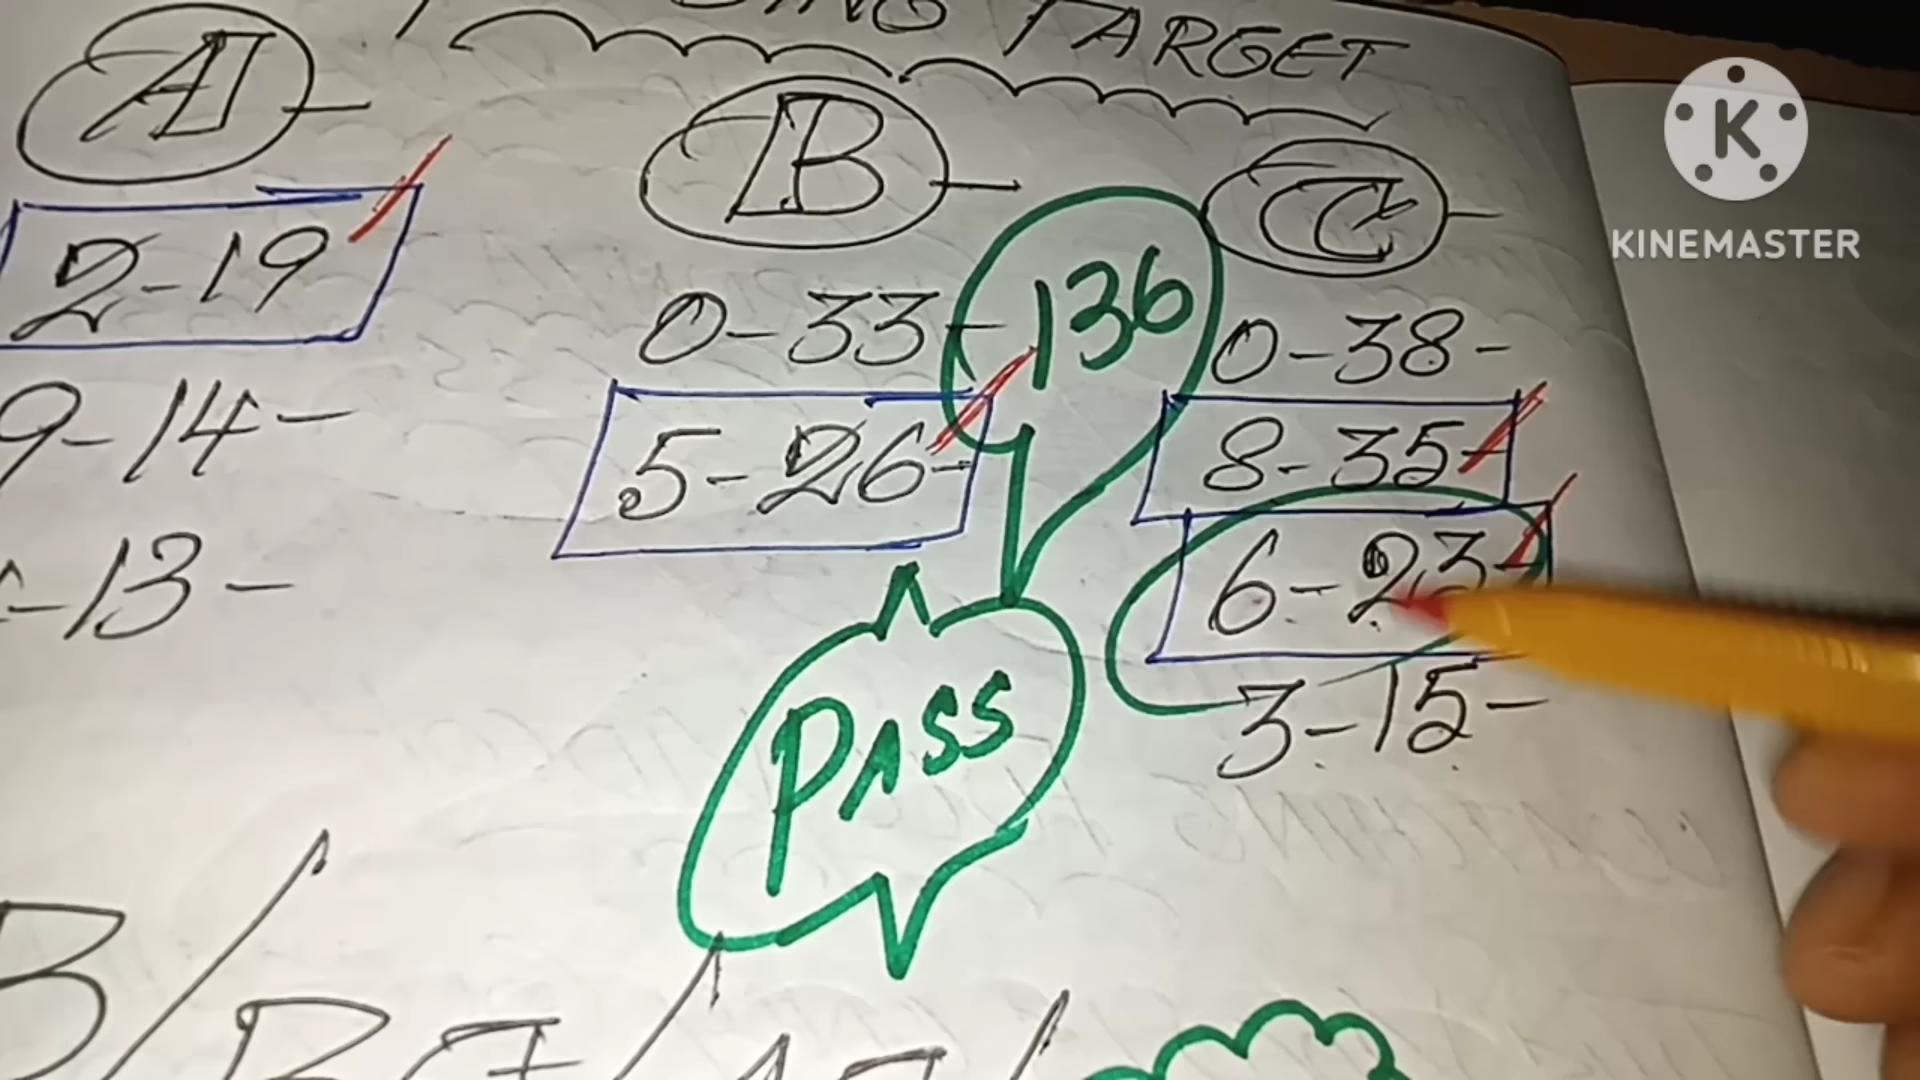 TARGET
A B C
2-19
0-33- 136 0-38-
9-14- 5-26- 8-35-
-13- 6-23-
PASS 3-15-
KINEMASTER